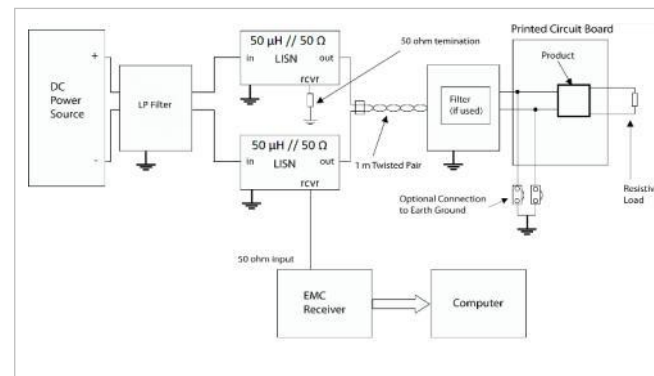 DC
Power
Source
+
-
LP Filter
50 µH // 50 Ω
in
LISN
out
rcvr
50 µH // 50 Ω
in
LISN
out
rcvr
50 ohm temination
1 m Twisted Pair
Filter
(if used)
Printed Circuit Board
Product
Resistive
Load
Optional Connection
to Earth Ground
50 ohm input
EMC
Receiver
Computer